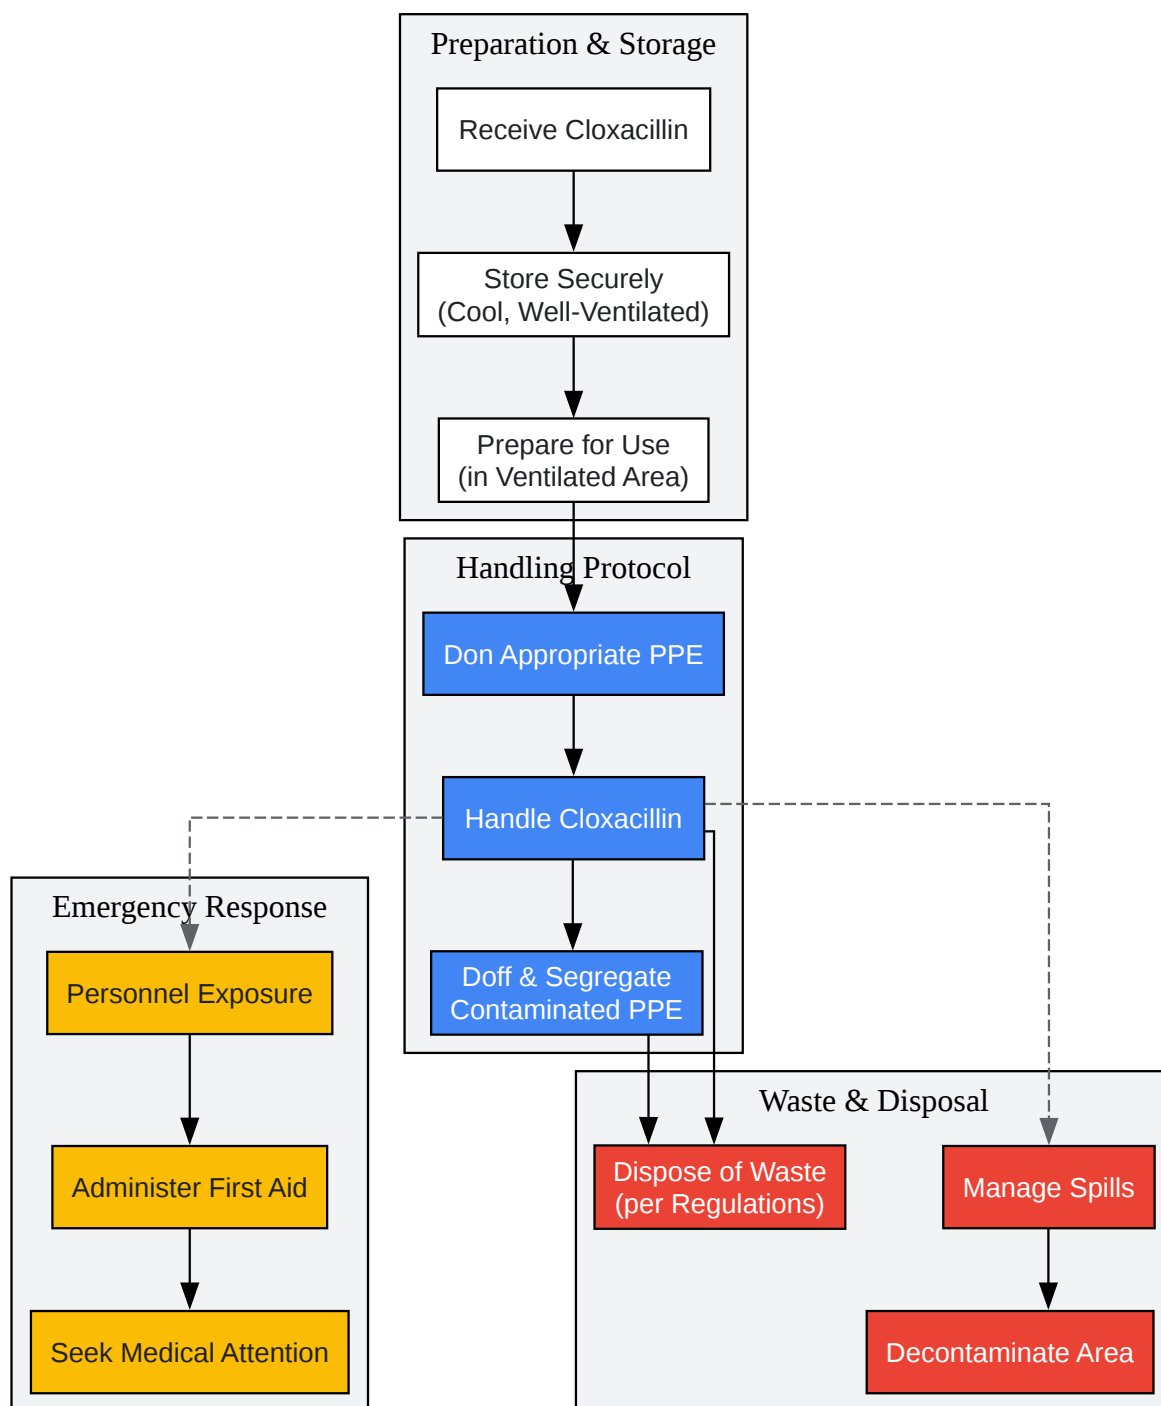 Preparation & Storage
Receive Cloxacillin
Store Securely
(Cool, Well-Ventilated)
Prepare for Use
(in Ventilated Area)
Handling Protocol
Don Appropriate PPE
Handle Cloxacillin
Doff & Segregate
Contaminated PPE
Emergency Response
Personnel Exposure
Administer First Aid
Seek Medical Attention
Waste & Disposal
Dispose of Waste
(per Regulations)
Manage Spills
Decontaminate Area